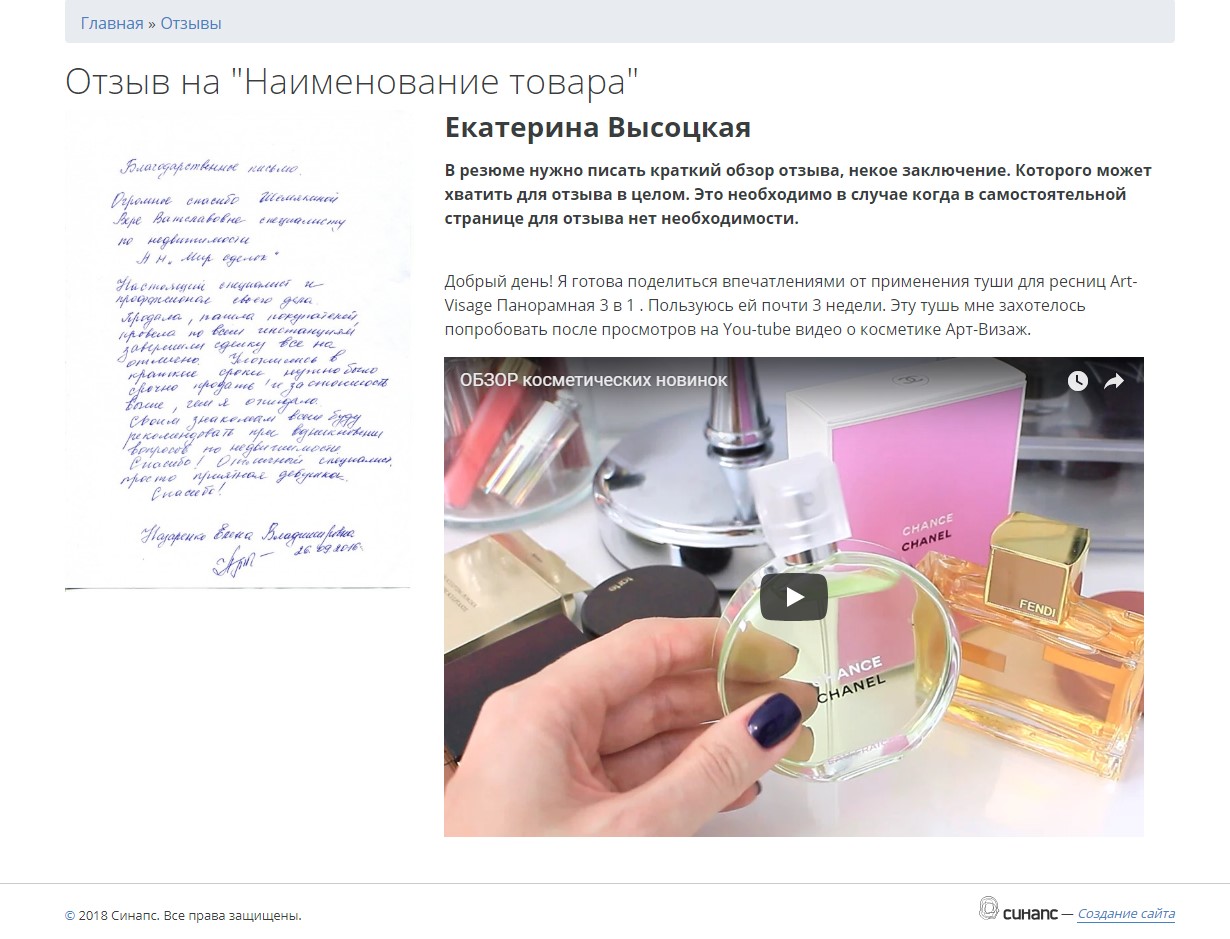 Главная » Отзывы
Отзыв на "Наименование товара"
Благодарственное письмо.
Огромное спасибо
Вере Вячеславовне специалисту
по недвижимости
АН „Мир сделок"
Настоящий специалист и
профессионал своего дела.
Продала, нашла покупателей
провела по всем инстанциям
завершили сделку все на
отлично. Уложились в
краткие сроки, нужно было
срочно продать и за стоимость
выше, чем я ожидала.
Своим знакомым всем буду
рекомендовать при возникновении
вопросов по недвижимости
Спасибо! Отличный специалист,
просто приятная девушка.
Спасибо!
Назаренко Елена Владимировна
26.09.2016
Екатерина Высоцкая
В резюме нужно писать краткий обзор отзыва, некое заключение. Которого может
хватить для отзыва в целом. Это необходимо в случае когда в самостоятельной
странице для отзыва нет необходимости.
Добрый день! Я готова поделиться впечатлениями от применения туши для ресниц Art-
Visage Панорамная 3 в 1 . Пользуюсь ей почти 3 недели. Эту тушь мне захотелось
попробовать после просмотров на You-tube видео о косметике Арт-Визаж.
ОБЗОР косметических новинок
CHANCE
CHANEL
tarte
FENDI
CHANCE
CHANEL
© 2018 Синапс. Все права защищены.
синапс — Создание сайта